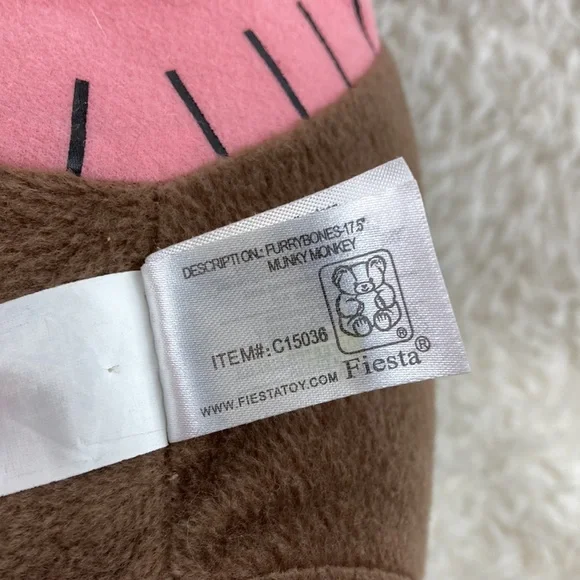 DESCRIPTION: FURRYBONES-17.5"
MUNKY MONKEY
ITEM#: C15036
®
Fiesta®
WWW.FIESTATOY.COM